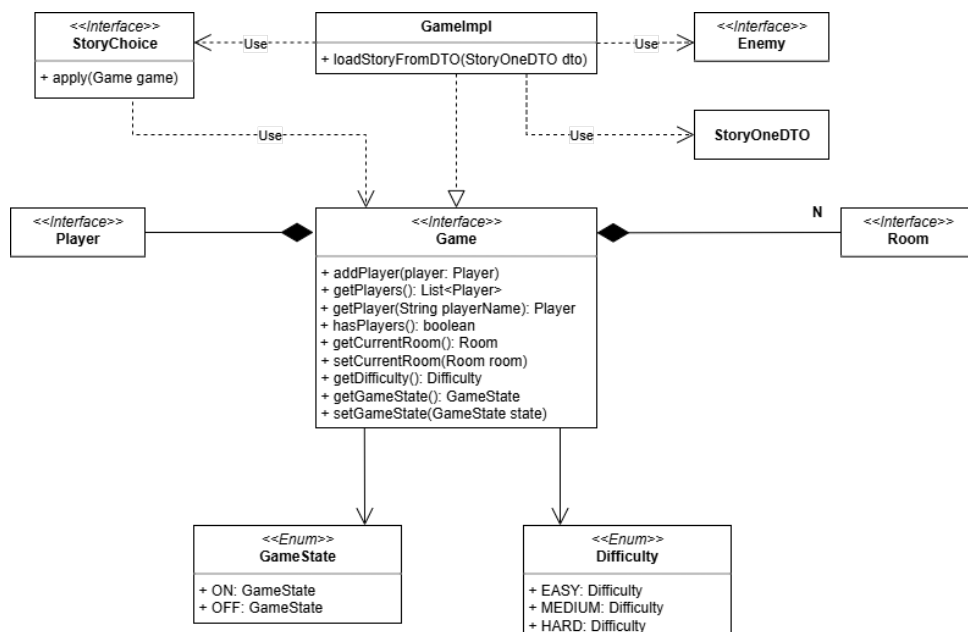 <<Interface>>
StoryChoice
+ apply(Game game)
Use
GameImpl
+ loadStoryFromDTO(StoryOneDTO dto)
Use
<<Interface>>
Enemy
Use
Use
StoryOneDTO
<<Interface>>
Player
<<Interface>>
Game
+ addPlayer(player: Player)
+ getPlayers(): List<Player>
+ getPlayer(String playerName): Player
+ hasPlayers(): boolean
+ getCurrentRoom(): Room
+ setCurrentRoom(Room room)
+ getDifficulty(): Difficulty
+ getGameState(): GameState
+ setGameState(GameState state)
N
<<Interface>>
Room
<<Enum>>
GameState
+ ON: GameState
+ OFF: GameState
<<Enum>>
Difficulty
+ EASY: Difficulty
+ MEDIUM: Difficulty
+ HARD: Difficulty